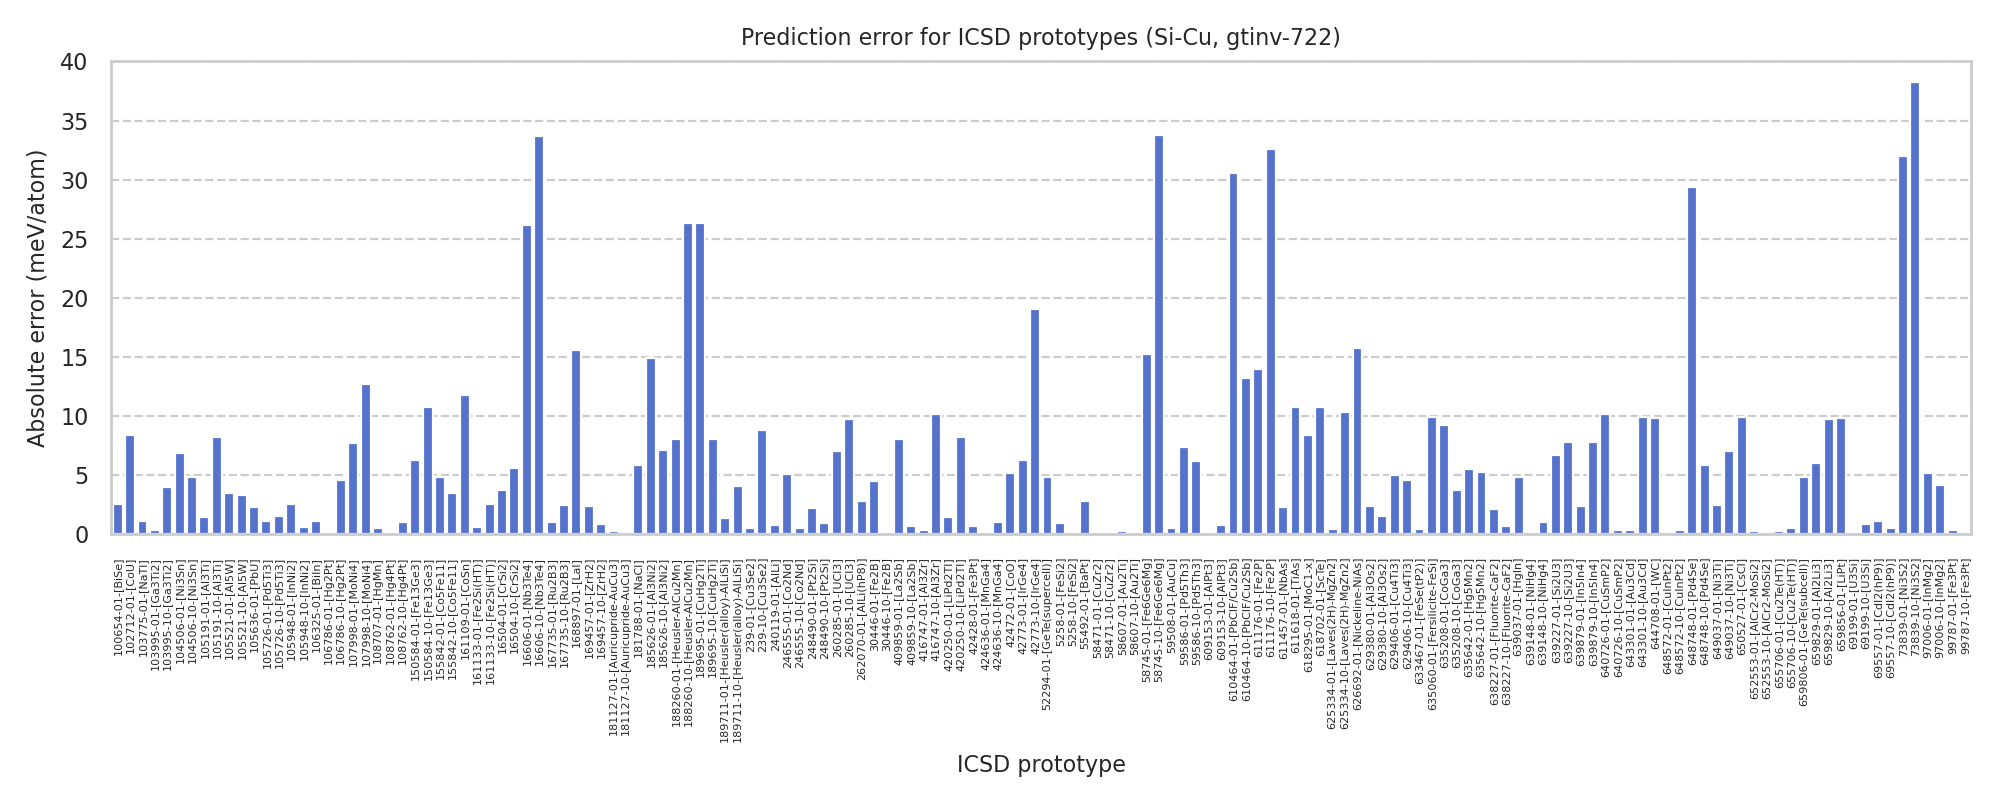 Prediction error for ICSD prototypes (Si-Cu, gtinv-722)
Absolute error (meV/atom)
40
35
30
25
20
15
10
5
0
100654-01-[BiSe]
102712-01-[CoU]
103775-01-[NaTl]
103995-01-[Ga3Ti2]
103995-10-[Ga3Ti2]
104506-01-[Ni3Sn]
104506-10-[Ni3Sn]
105191-01-[Al3Ti]
105191-10-[Al3Ti]
105521-01-[Al5W]
105521-10-[Al5W]
105636-01-[PbU]
105726-01-[Pd5Ti3]
105726-10-[Pd5Ti3]
105948-01-[InNi2]
105948-10-[InNi2]
106325-01-[BiIn]
106786-01-[Hg2Pt]
106786-10-[Hg2Pt]
107998-01-[MoNi4]
107998-10-[MoNi4]
108707-01-[HgMn]
108762-01-[Hg4Pt]
108762-10-[Hg4Pt]
150584-01-[Fe13Ge3]
150584-10-[Fe13Ge3]
155842-01-[Co5Fe11]
155842-10-[Co5Fe11]
161109-01-[CoSn]
161133-01-[Fe2Si(HT)]
161133-10-[Fe2Si(HT)]
16504-01-[CrSi2]
16504-10-[CrSi2]
16606-01-[Nb3Te4]
16606-10-[Nb3Te4]
167735-01-[Ru2B3]
167735-10-[Ru2B3]
168897-01-[LaI]
169457-01-[ZrH2]
169457-10-[ZrH2]
181127-01-[Auricupride-AuCu3]
181127-10-[Auricupride-AuCu3]
181788-01-[NaCl]
185626-01-[Al3Ni2]
185626-10-[Al3Ni2]
188260-01-[Heusler-AlCu2Mn]
188260-10-[Heusler-AlCu2Mn]
189695-01-[CuHg2Ti]
189695-10-[CuHg2Ti]
189711-01-[Heusler(alloy)-AlLiSi]
189711-10-[Heusler(alloy)-AlLiSi]
239-01-[Cu3Se2]
239-10-[Cu3Se2]
240119-01-[AlLi]
246555-01-[Co2Nd]
246555-10-[Co2Nd]
248490-01-[Pt2Si]
248490-10-[Pt2Si]
260285-01-[UCl3]
260285-10-[UCl3]
262070-01-[AlLi(hP8)]
30446-01-[Fe2B]
30446-10-[Fe2B]
409859-01-[La2Sb]
409859-10-[La2Sb]
416747-01-[Al3Zr]
416747-10-[Al3Zr]
420250-01-[LiPd2Tl]
420250-10-[LiPd2Tl]
42428-01-[Fe3Pt]
424636-01-[MnGa4]
424636-10-[MnGa4]
42472-01-[CoO]
42773-01-[IrGe4]
42773-10-[IrGe4]
52294-01-[GeTe(supercell)]
5258-01-[FeSi2]
5258-10-[FeSi2]
55492-01-[BaPt]
58471-01-[CuZr2]
58471-10-[CuZr2]
58607-01-[Au2Ti]
58607-10-[Au2Ti]
58745-01-[Fe6Ge6Mg]
58745-10-[Fe6Ge6Mg]
59508-01-[AuCu]
59586-01-[Pd5Th3]
59586-10-[Pd5Th3]
609153-01-[AlPt3]
609153-10-[AlPt3]
610464-01-[PbClF/Cu2Sb]
610464-10-[PbClF/Cu2Sb]
611176-01-[Fe2P]
611176-10-[Fe2P]
611457-01-[NbAs]
611618-01-[TiAs]
618295-01-[MoC1-x]
618702-01-[ScTe]
625334-01-[Laves(2H)-MgZn2]
625334-10-[Laves(2H)-MgZn2]
626692-01-[Nickeline-NiAs]
629380-01-[Al3Os2]
629380-10-[Al3Os2]
629406-01-[Cu4Ti3]
629406-10-[Cu4Ti3]
633467-01-[FeSe(tP2)]
635060-01-[Fersilicite-FeSi]
635208-01-[CoGa3]
635208-10-[CoGa3]
635642-01-[Hg5Mn2]
635642-10-[Hg5Mn2]
638227-01-[Fluorite-CaF2]
638227-10-[Fluorite-CaF2]
639037-01-[HgIn]
639148-01-[NiHg4]
639148-10-[NiHg4]
639227-01-[Si2U3]
639227-10-[Si2U3]
639879-01-[In5In4]
639879-10-[In5In4]
640726-01-[CuSmP2]
640726-10-[CuSmP2]
643301-01-[Au3Cd]
643301-10-[Au3Cd]
644708-01-[WC]
648572-01-[CuInPt2]
648572-10-[CuInPt2]
648748-01-[Pd4Se]
648748-10-[Pd4Se]
649037-01-[Ni3Ti]
649037-10-[Ni3Ti]
650527-01-[CsCl]
652553-01-[AlCr2-MoSi2]
652553-10-[AlCr2-MoSi2]
655706-01-[Cu2Te(HT)]
655706-10-[Cu2Te(HT)]
659806-01-[GeTe(subcell)]
659829-01-[Al2Li3]
659829-10-[Al2Li3]
659856-01-[LiPt]
69199-01-[U3Si]
69199-10-[U3Si]
69557-01-[CdI2(hP9)]
69557-10-[CdI2(hP9)]
73839-01-[Ni3S2]
73839-10-[Ni3S2]
97006-01-[InMg2]
97006-10-[InMg2]
99787-01-[Fe3Pt]
99787-10-[Fe3Pt]
ICSD prototype